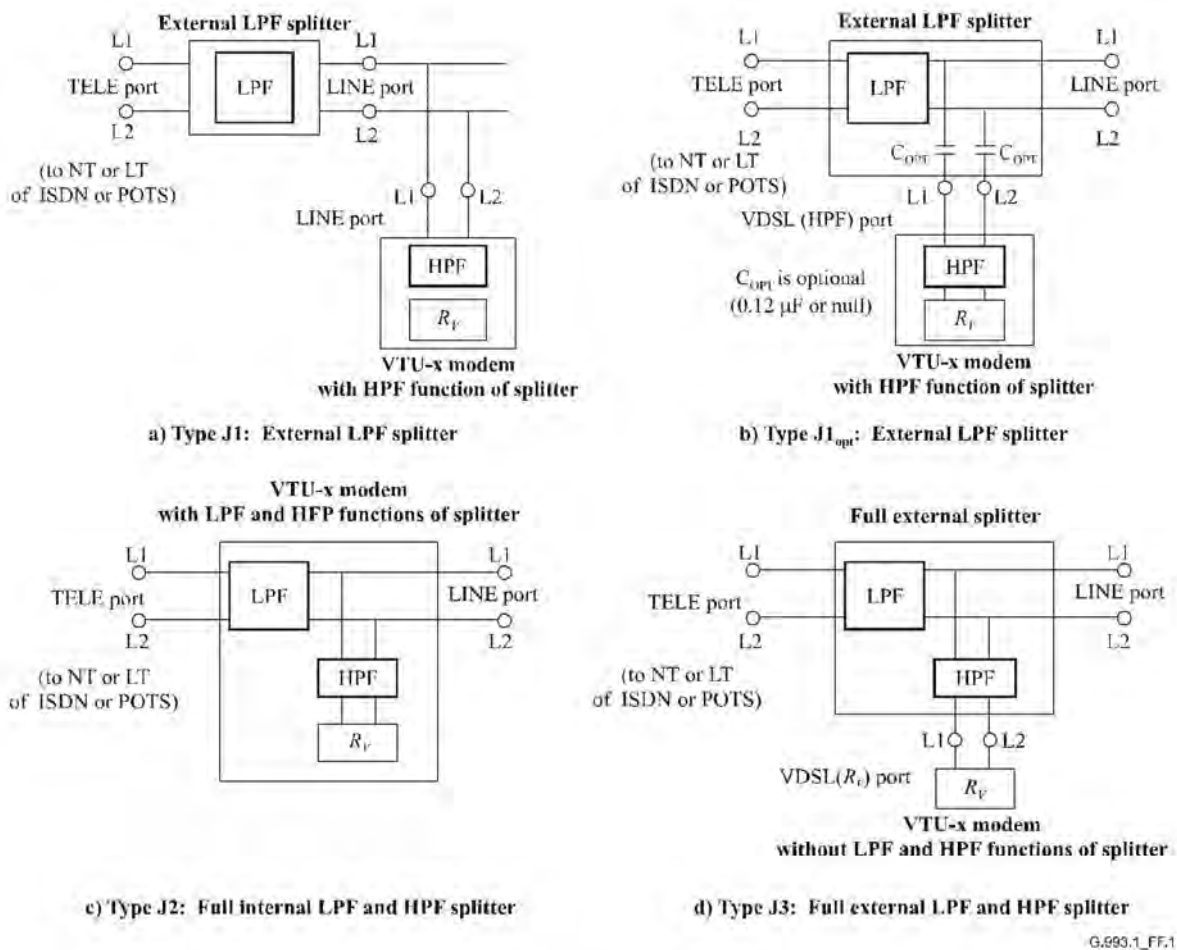 External LPF splitter
L1
L1
TELE port
LPF
LINE port
L2
L2
(to NT or LT
of ISDN or POTS)
L1
L2
LINE port
HPF
R_V
VTU-x modem
with HPF function of splitter
a) Type J1: External LPF splitter
External LPF splitter
L1
L1
TELE port
LPF
LINE port
L2
L2
C_OPT
C_OPT
(to NT or LT
of ISDN or POTS)
L1
L2
VDSL (HPF) port
HPF
C_OPT is optional
(0.12 µF or null)
R_V
VTU-x modem
with HPF function of splitter
b) Type J1_opt: External LPF splitter
VTU-x modem
with LPF and HFP functions of splitter
L1
L1
TELE port
LPF
LINE port
L2
L2
(to NT or LT
of ISDN or POTS)
HPF
R_V
c) Type J2: Full internal LPF and HPF splitter
Full external splitter
L1
L1
TELE port
LPF
LINE port
L2
L2
(to NT or LT
of ISDN or POTS)
HPF
L1
L2
VDSL(R_V) port
R_V
VTU-x modem
without LPF and HPF functions of splitter
d) Type J3: Full external LPF and HPF splitter
G.993.1_FF.1